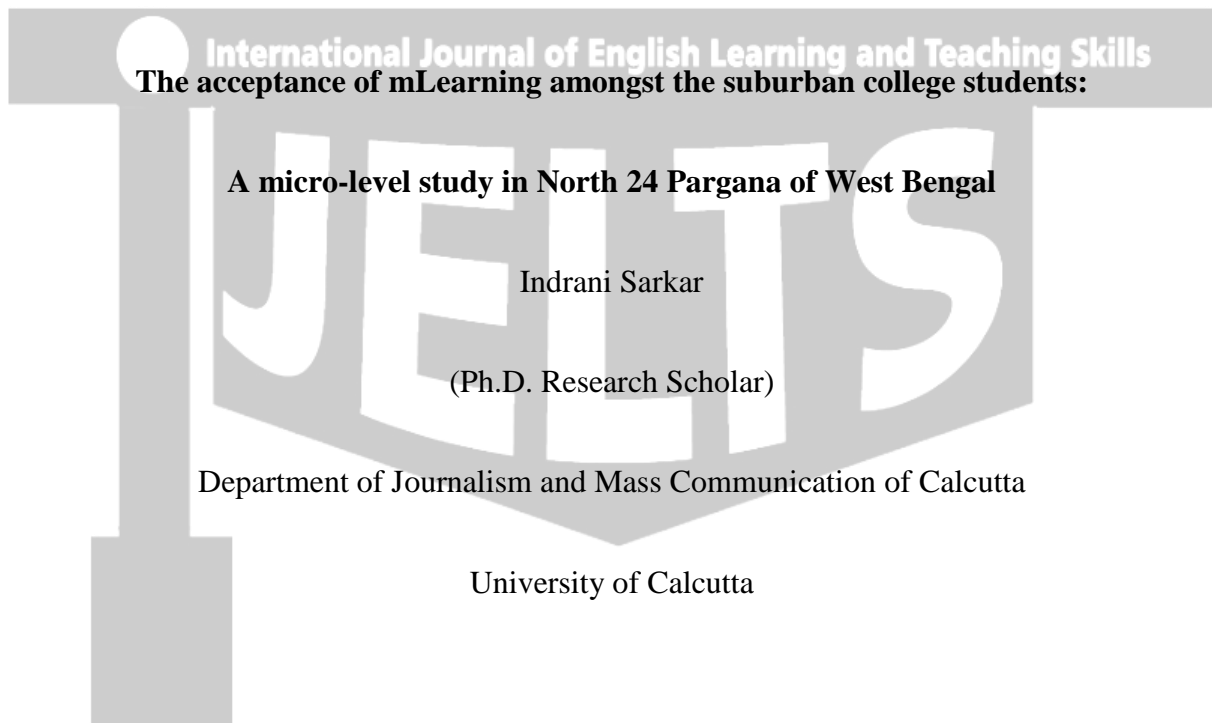 International Journal of English Learning and Teaching Skills
The acceptance of mLearning amongst the suburban college students:
A micro-level study in North 24 Pargana of West Bengal
Indrani Sarkar
(Ph.D. Research Scholar)
Department of Journalism and Mass Communication of Calcutta
University of Calcutta
JELTS